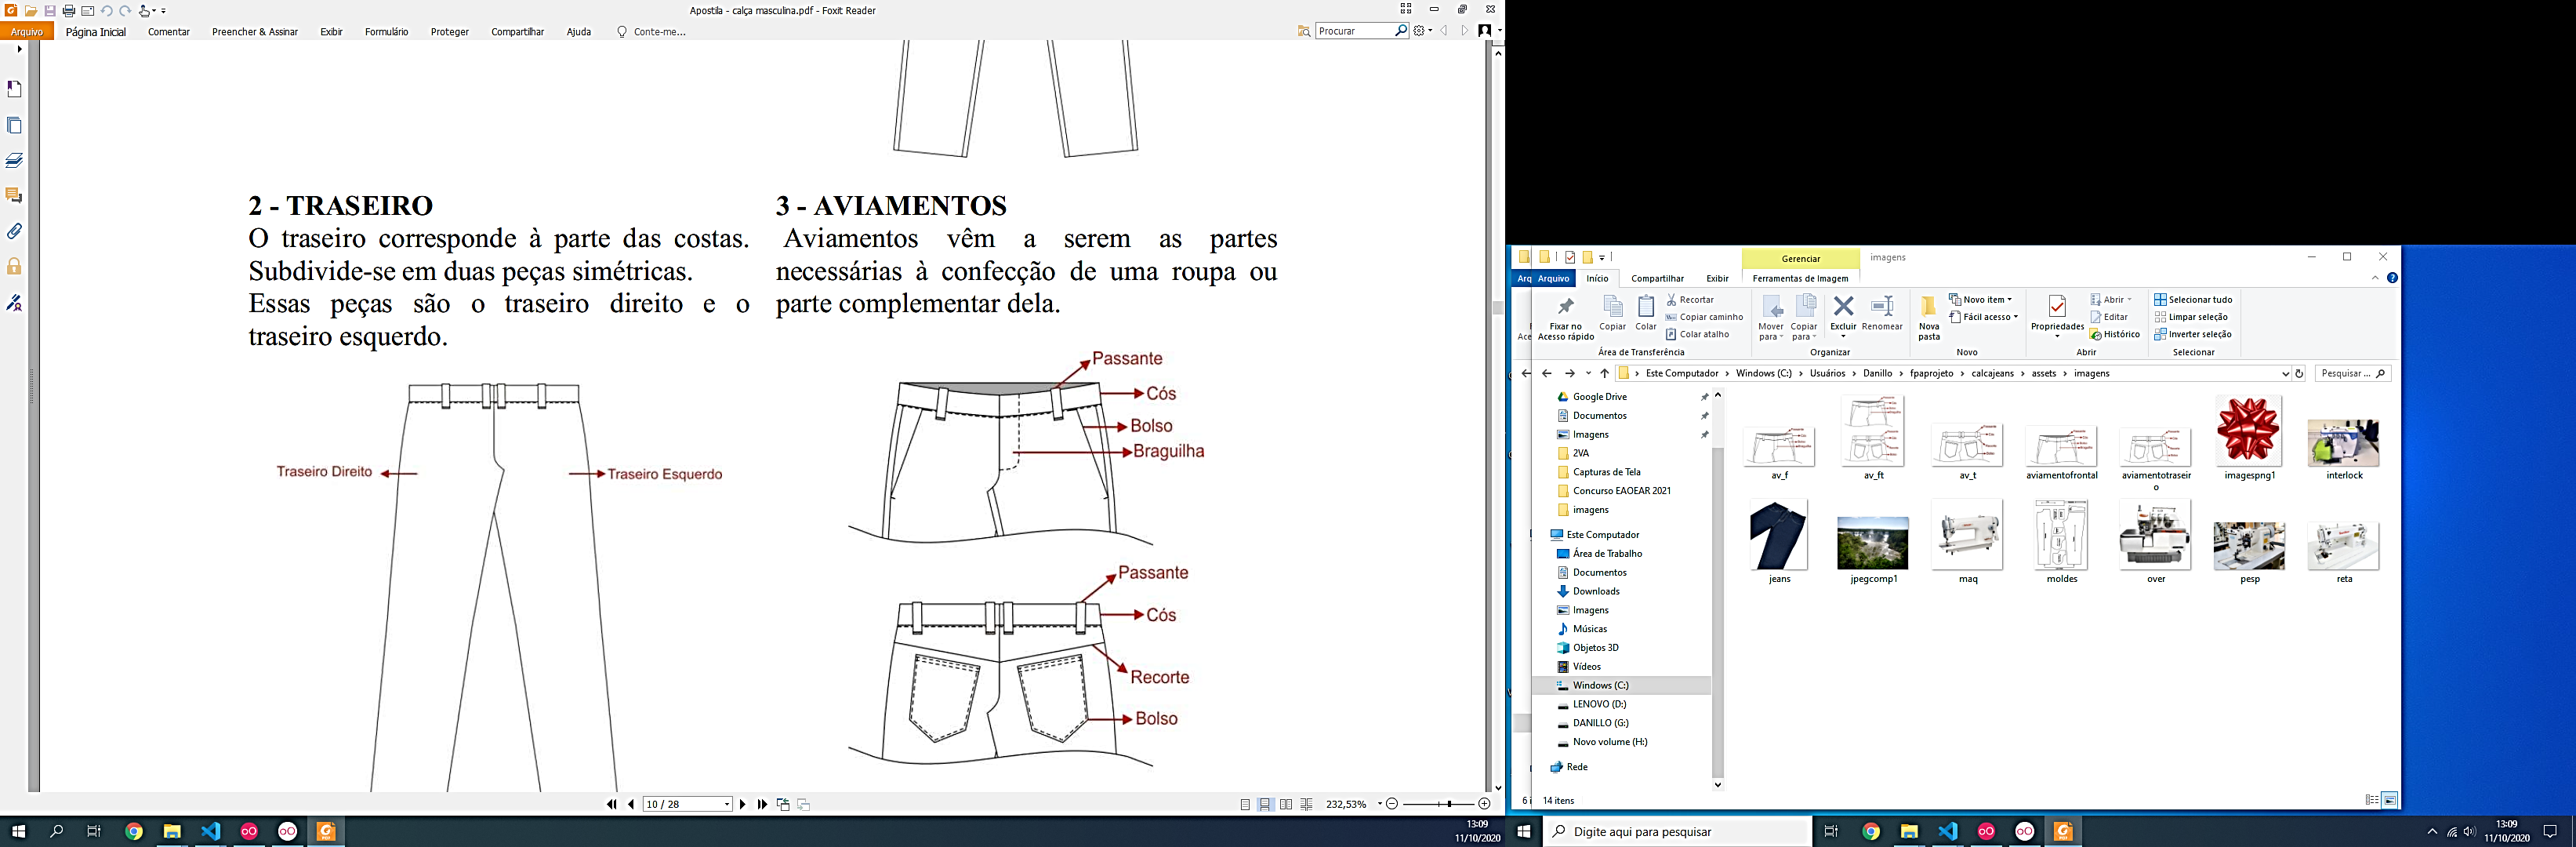 Apostila - calça masculina.pdf - Foxit Reader
Arquivo Página Inicial Comentar Preencher & Assinar Exibir Formulário Proteger Compartilhar Ajuda Conte-me... Procurar
2 - TRASEIRO
O traseiro corresponde à parte das costas.
Subdivide-se em duas peças simétricas.
Essas peças são o traseiro direito e o
traseiro esquerdo.
Traseiro Direito
Traseiro Esquerdo
3 - AVIAMENTOS
Aviamentos vêm a serem as partes
necessárias à confecção de uma roupa ou
parte complementar dela.
Passante
Cós
Bolso
Braguilha
Passante
Cós
Recorte
Bolso
10 / 28
232,53%
13:09
11/10/2020
Gerenciar imagens
Arq Arquivo Início Compartilhar Exibir Ferramentas de Imagem
Fixar no
Acesso rápido
Copiar
Colar
Recortar
Copiar caminho
Colar atalho
Área de Transferência
Mover
para
Copiar
para
Excluir
Renomear
Organizar
Nova
pasta
Novo item
Fácil acesso
Novo
Propriedades
Abrir
Editar
Histórico
Abrir
Selecionar tudo
Limpar seleção
Inverter seleção
Selecionar
Este Computador › Windows (C:) › Usuários › Danillo › fpaprojeto › calcajeans › assets › imagens
Pesquisar ...
Google Drive
Documentos
Imagens
2VA
Capturas de Tela
Concurso EAOEAR 2021
imagens
Este Computador
Área de Trabalho
Documentos
Downloads
Imagens
Músicas
Objetos 3D
Vídeos
Windows (C:)
LENOVO (D:)
DANILLO (G:)
Novo volume (H:)
Rede
av_f
av_ft
av_t
aviamentofrontal
aviamentotraseir
o
imagespng1
interlock
jeans
jpegcomp1
maq
moldes
over
pesp
reta
6 i
14 itens
Digite aqui para pesquisar
13:09
11/10/2020